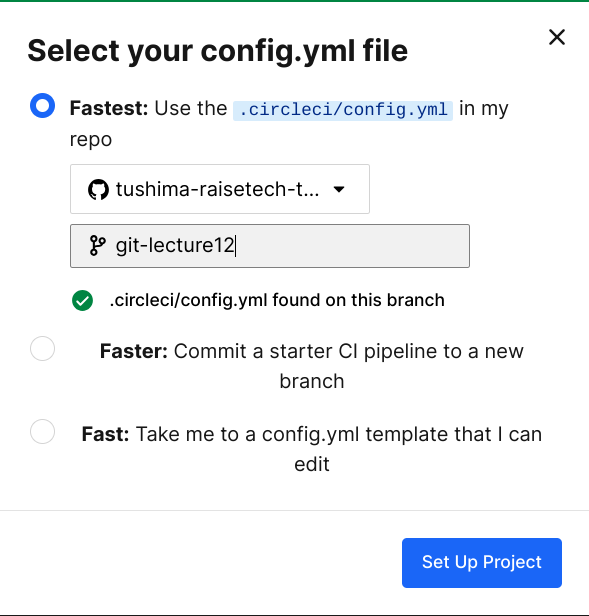 Select your config.yml file
Fastest: Use the .circleci/config.yml in my
repo
tushima-raisetech-t...
git-lecture12
.circleci/config.yml found on this branch
Faster: Commit a starter CI pipeline to a new
branch
Fast: Take me to a config.yml template that I can
edit
Set Up Project